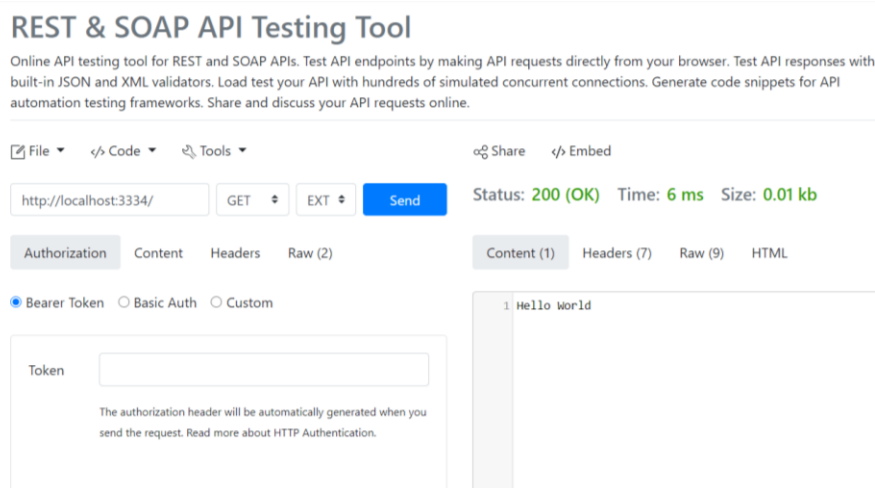 REST & SOAP API Testing Tool
Online API testing tool for REST and SOAP APIs. Test API endpoints by making API requests directly from your browser. Test API responses with
built-in JSON and XML validators. Load test your API with hundreds of simulated concurrent connections. Generate code snippets for API
automation testing frameworks. Share and discuss your API requests online.
File </> Code Tools
Share </> Embed
http://localhost:3334/ GET EXT Send
Status: 200 (OK) Time: 6 ms Size: 0.01 kb
Authorization Content Headers Raw (2)
Content (1) Headers (7) Raw (9) HTML
Bearer Token Basic Auth Custom
1 Hello World
Token
The authorization header will be automatically generated when you
send the request. Read more about HTTP Authentication.